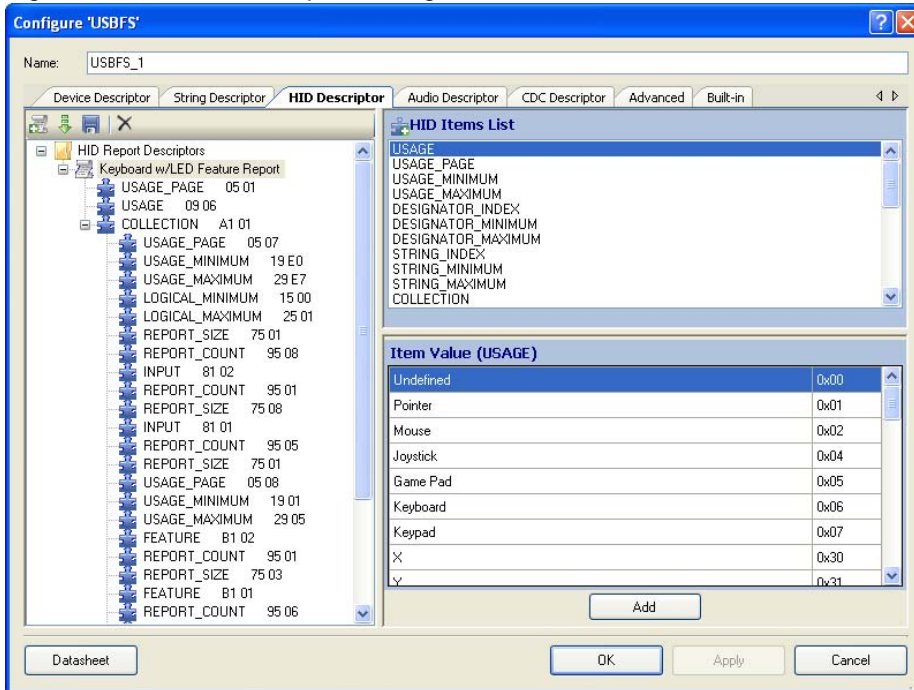 Configure 'USBFS'
Name: USBFS_1
Device Descriptor String Descriptor HID Descriptor Audio Descriptor CDC Descriptor Advanced Built-in
HID Report Descriptors
Keyboard w/LED Feature Report
USAGE_PAGE 05 01
USAGE 09 06
COLLECTION A1 01
USAGE_PAGE 05 07
USAGE_MINIMUM 19 E0
USAGE_MAXIMUM 29 E7
LOGICAL_MINIMUM 15 00
LOGICAL_MAXIMUM 25 01
REPORT_SIZE 75 01
REPORT_COUNT 95 08
INPUT 81 02
REPORT_COUNT 95 01
REPORT_SIZE 75 08
INPUT 81 01
REPORT_COUNT 95 05
REPORT_SIZE 75 01
USAGE_PAGE 05 08
USAGE_MINIMUM 19 01
USAGE_MAXIMUM 29 05
FEATURE B1 02
REPORT_COUNT 95 01
REPORT_SIZE 75 03
FEATURE B1 01
REPORT_COUNT 95 06
HID Items List
USAGE
USAGE_PAGE
USAGE_MINIMUM
USAGE_MAXIMUM
DESIGNATOR_INDEX
DESIGNATOR_MINIMUM
DESIGNATOR_MAXIMUM
STRING_INDEX
STRING_MINIMUM
STRING_MAXIMUM
COLLECTION
Item Value (USAGE)
Undefined 0x00
Pointer 0x01
Mouse 0x02
Joystick 0x04
Game Pad 0x05
Keyboard 0x06
Keypad 0x07
X 0x30
Y 0x31
Add
Datasheet OK Apply Cancel